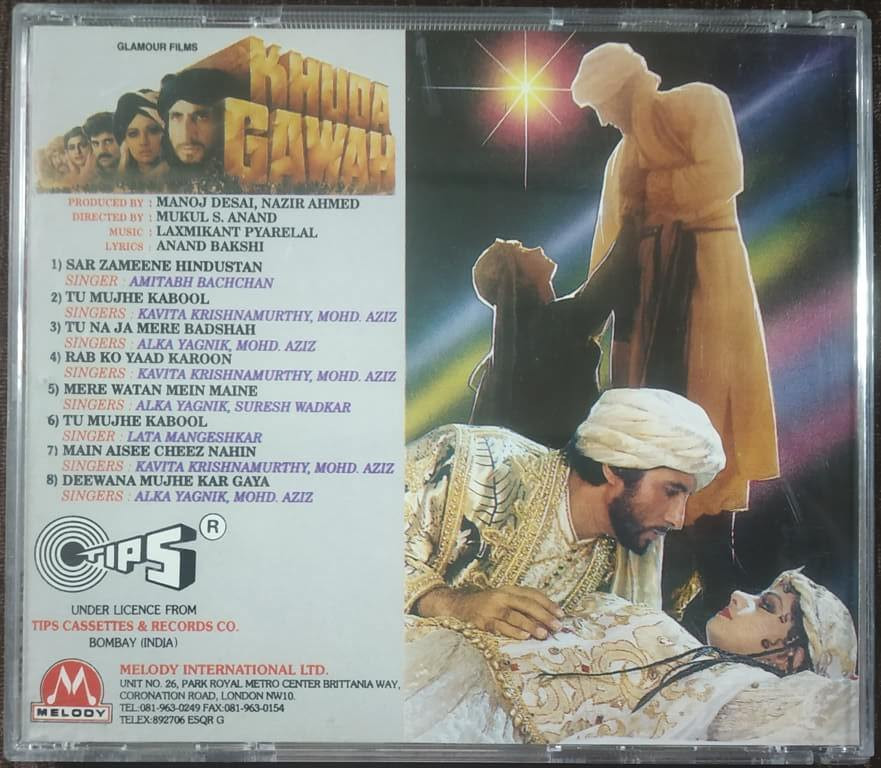 GLAMOUR FILMS
KHUDA
GAWAH
PRODUCED BY : MANOJ DESAI, NAZIR AHMED
DIRECTED BY : MUKUL S. ANAND
MUSIC : LAXMIKANT PYARELAL
LYRICS : ANAND BAKSHI
1) SAR ZAMEENE HINDUSTAN
SINGER : AMITABH BACHCHAN
2) TU MUJHE KABOOL
SINGERS : KAVITA KRISHNAMURTHY, MOHD. AZIZ
3) TU NA JA MERE BADSHAH
SINGERS : ALKA YAGNIK, MOHD. AZIZ
4) RAB KO YAAD KAROON
SINGERS : KAVITA KRISHNAMURTHY, MOHD. AZIZ
5) MERE WATAN MEIN MAINE
SINGERS : ALKA YAGNIK, SURESH WADKAR
6) TU MUJHE KABOOL
SINGER : LATA MANGESHKAR
7) MAIN AISEE CHEEZ NAHIN
SINGERS : KAVITA KRISHNAMURTHY, MOHD. AZIZ
8) DEEWANA MUJHE KAR GAYA
SINGERS : ALKA YAGNIK, MOHD. AZIZ
TIPS ®
UNDER LICENCE FROM
TIPS CASSETTES & RECORDS CO.
BOMBAY (INDIA)
MELODY INTERNATIONAL LTD.
UNIT NO. 26, PARK ROYAL METRO CENTER BRITTANIA WAY,
CORONATION ROAD, LONDON NW10.
TEL:081-963-0249 FAX:081-963-0154
TELEX:892706 ESQR G
M
MELODY